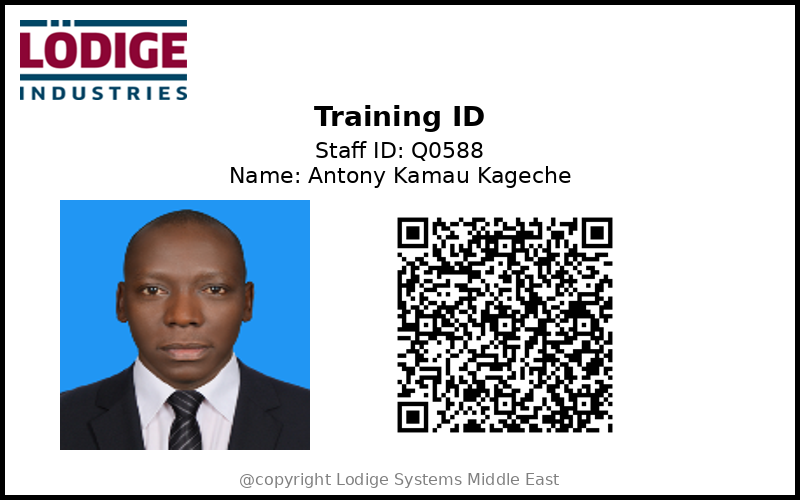 LÖDIGE
INDUSTRIES
Training ID
Staff ID: Q0588
Name: Antony Kamau Kageche
@copyright Lodige Systems Middle East